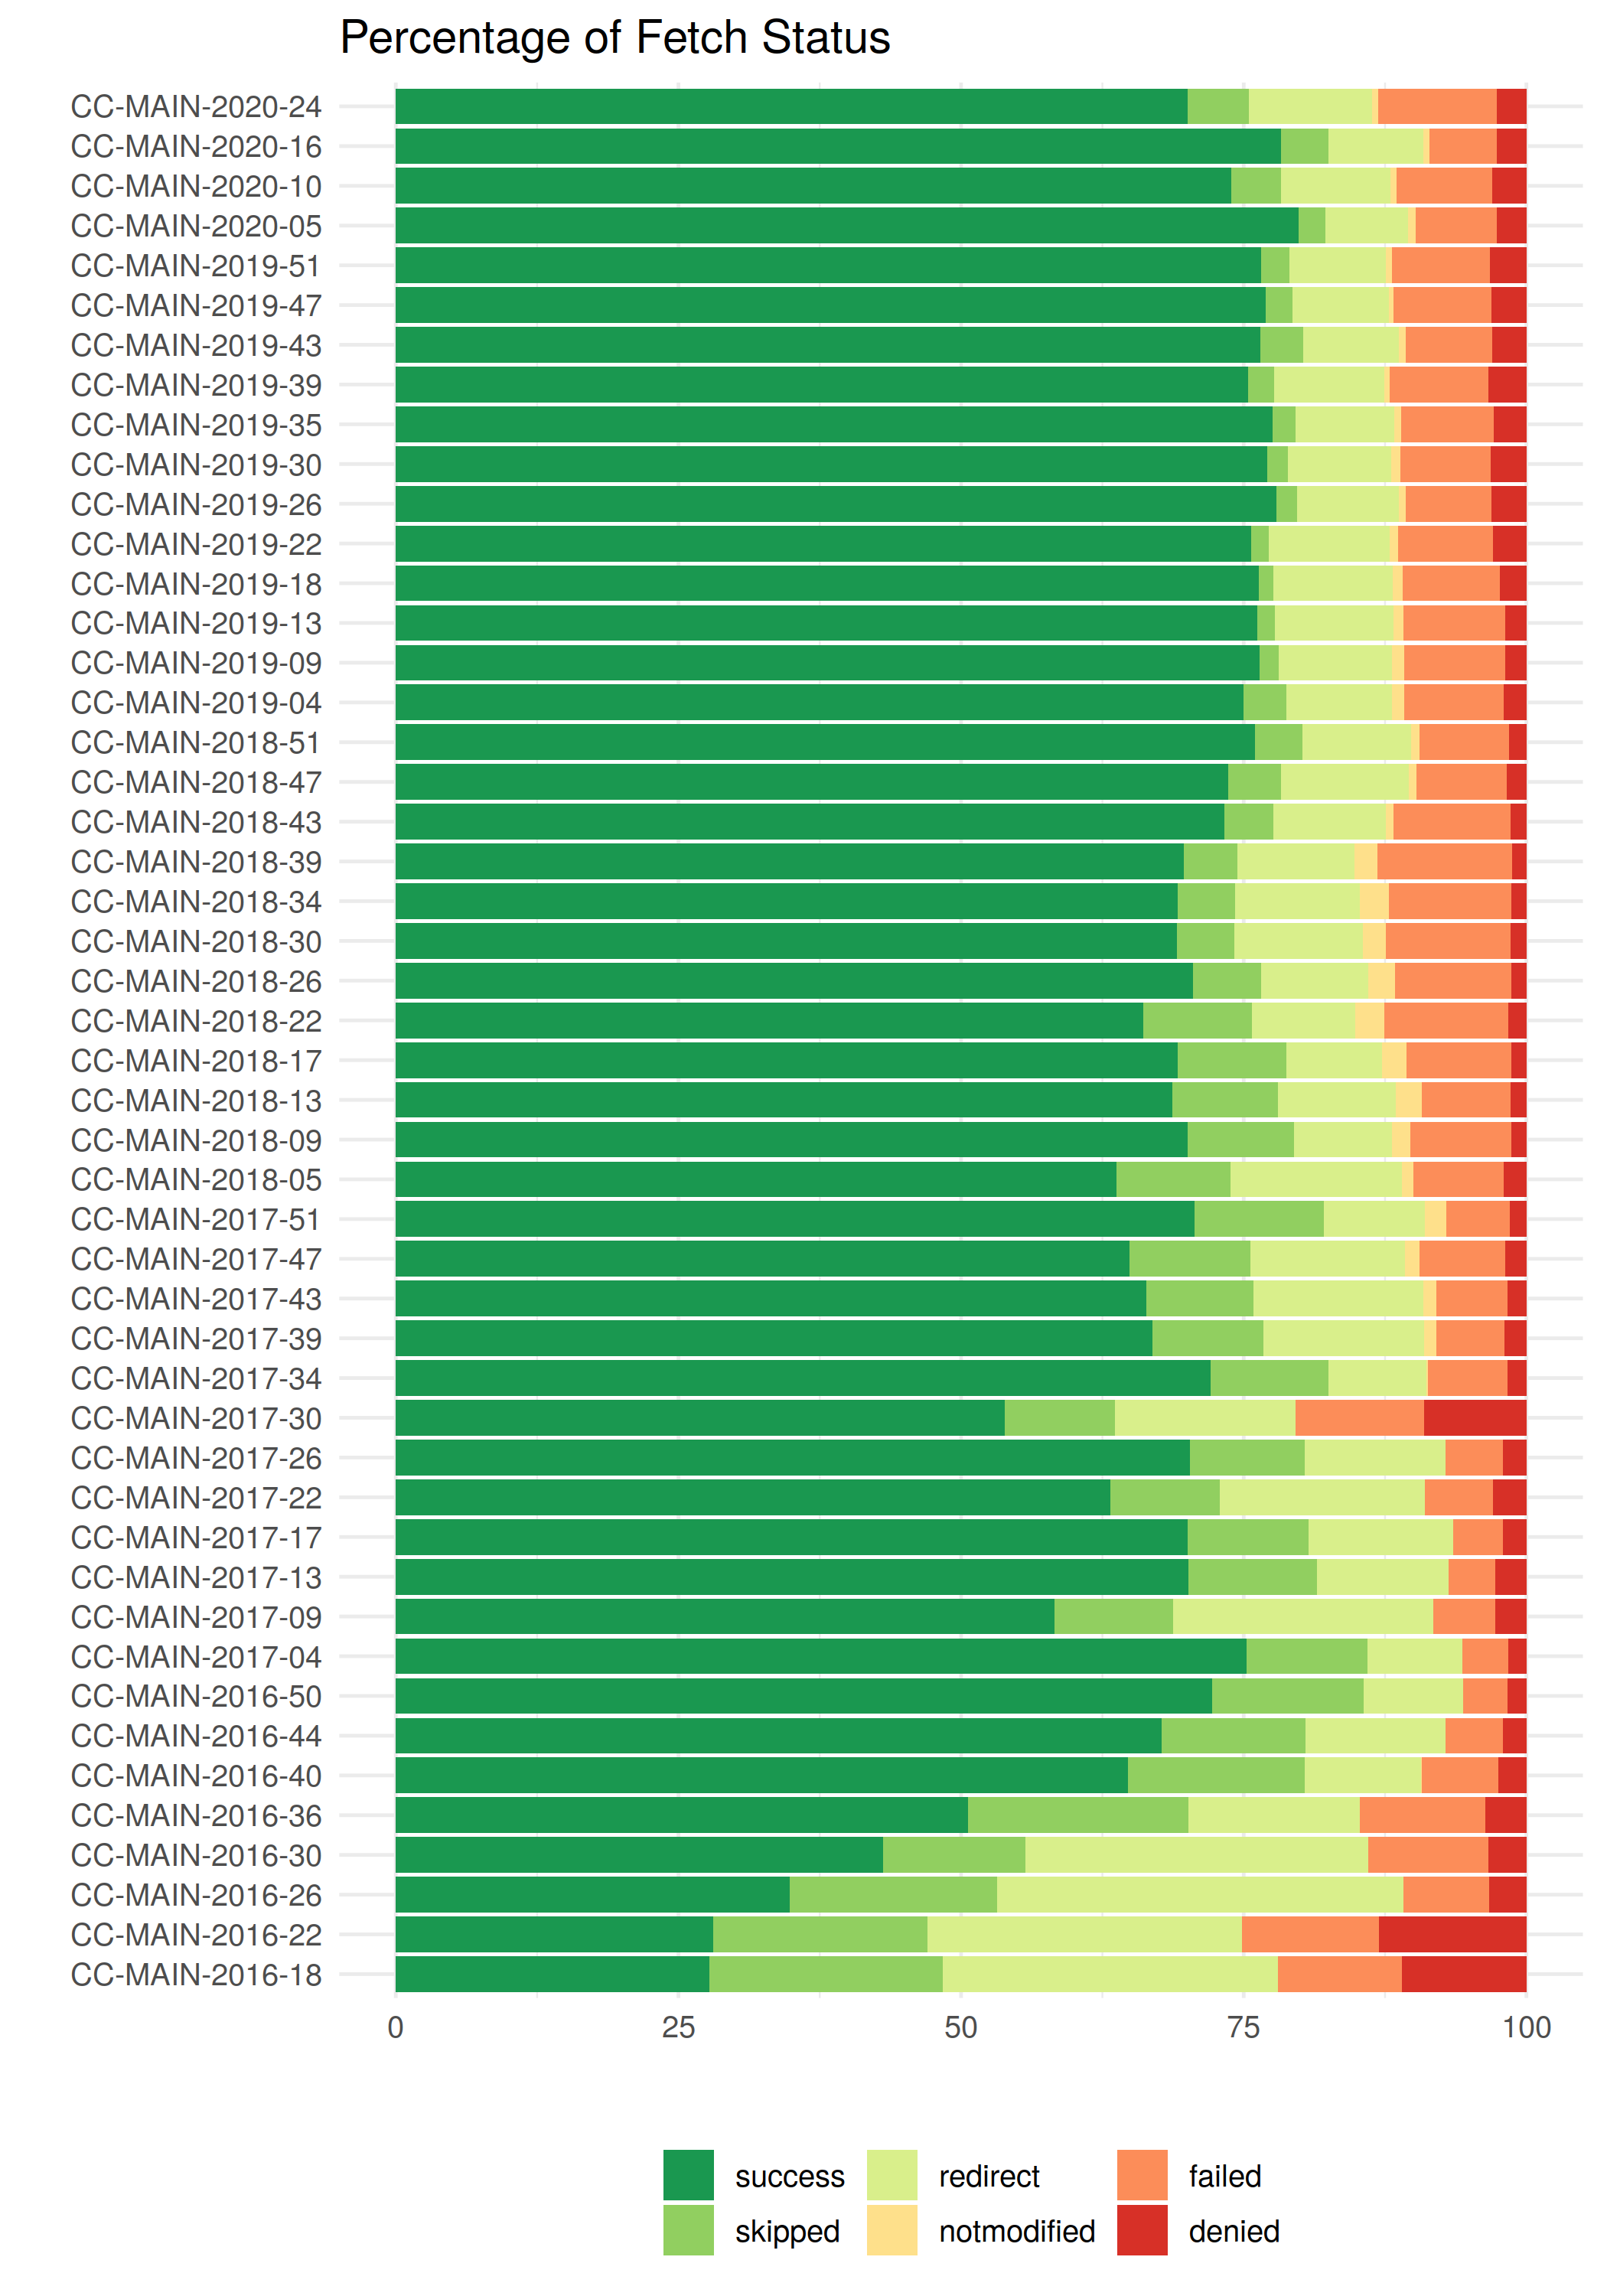 Percentage of Fetch Status
CC-MAIN-2020-24
CC-MAIN-2020-16
CC-MAIN-2020-10
CC-MAIN-2020-05
CC-MAIN-2019-51
CC-MAIN-2019-47
CC-MAIN-2019-43
CC-MAIN-2019-39
CC-MAIN-2019-35
CC-MAIN-2019-30
CC-MAIN-2019-26
CC-MAIN-2019-22
CC-MAIN-2019-18
CC-MAIN-2019-13
CC-MAIN-2019-09
CC-MAIN-2019-04
CC-MAIN-2018-51
CC-MAIN-2018-47
CC-MAIN-2018-43
CC-MAIN-2018-39
CC-MAIN-2018-34
CC-MAIN-2018-30
CC-MAIN-2018-26
CC-MAIN-2018-22
CC-MAIN-2018-17
CC-MAIN-2018-13
CC-MAIN-2018-09
CC-MAIN-2018-05
CC-MAIN-2017-51
CC-MAIN-2017-47
CC-MAIN-2017-43
CC-MAIN-2017-39
CC-MAIN-2017-34
CC-MAIN-2017-30
CC-MAIN-2017-26
CC-MAIN-2017-22
CC-MAIN-2017-17
CC-MAIN-2017-13
CC-MAIN-2017-09
CC-MAIN-2017-04
CC-MAIN-2016-50
CC-MAIN-2016-44
CC-MAIN-2016-40
CC-MAIN-2016-36
CC-MAIN-2016-30
CC-MAIN-2016-26
CC-MAIN-2016-22
CC-MAIN-2016-18
0 25 50 75 100
success redirect failed
skipped notmodified denied